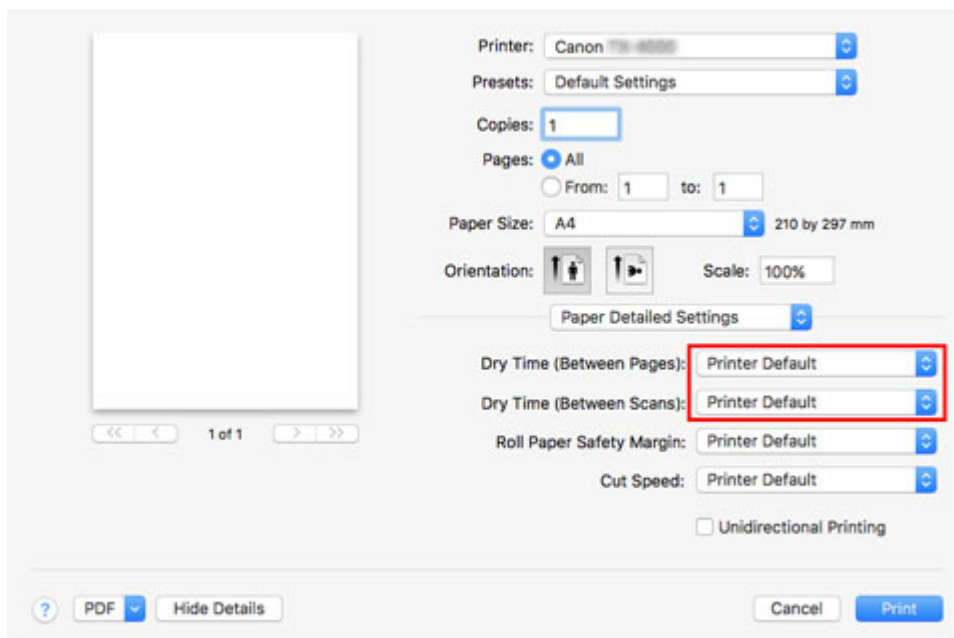 Printer: Canon
Presets: Default Settings
Copies: 1
Pages: All
From: 1 to: 1
Paper Size: A4 210 by 297 mm
Orientation: Scale: 100%
Paper Detailed Settings
Dry Time (Between Pages): Printer Default
Dry Time (Between Scans): Printer Default
Roll Paper Safety Margin: Printer Default
Cut Speed: Printer Default
Unidirectional Printing
<< < 1 of 1 > >>
? PDF Hide Details Cancel Print